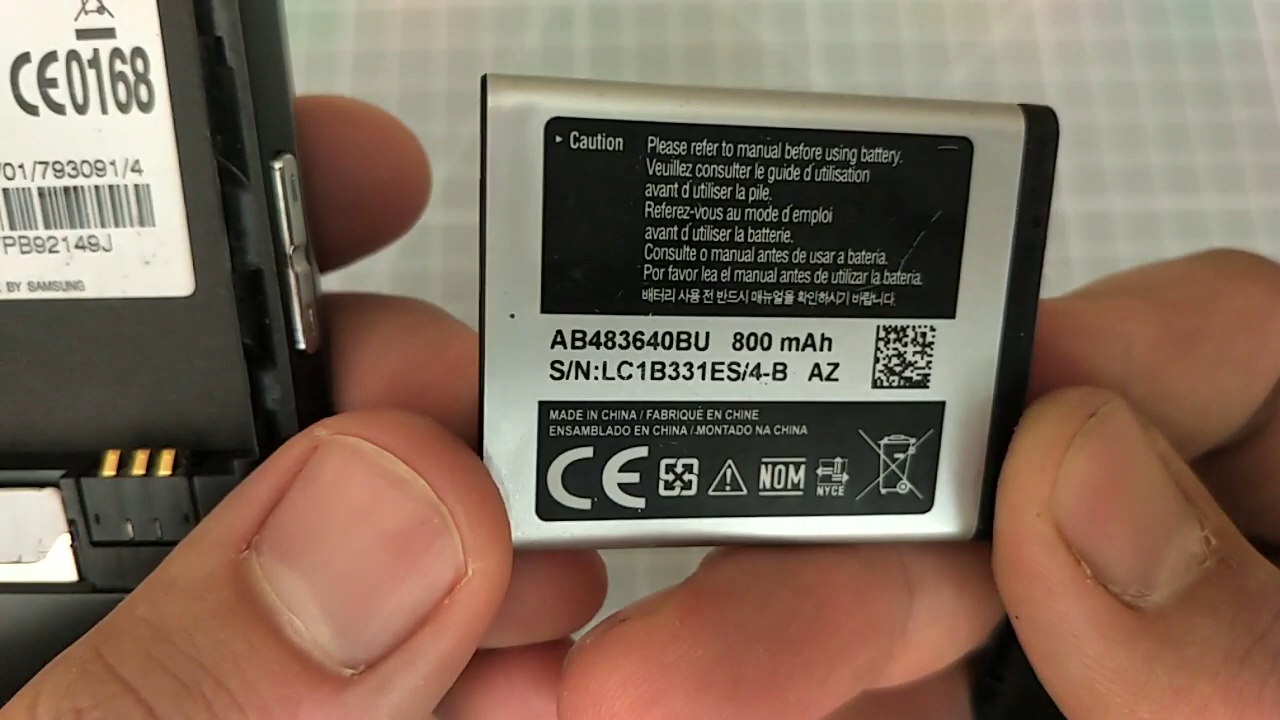 CE0168
/01/793091/4
PB92149J
BY SAMSUNG
▸ Caution
Please refer to manual before using battery.
Veuillez consulter le guide d'utilisation
avant d'utiliser la pile.
Referez-vous au mode d'emploi
avant d'utiliser la batterie.
Consulte o manual antes de usar a bateria.
Por favor lea el manual antes de utilizar la bateria.
배터리 사용 전 반드시 매뉴얼을 확인하시기 바랍니다.
AB483640BU 800 mAh
S/N:LC1B331ES/4-B AZ
MADE IN CHINA / FABRIQUÉ EN CHINE
ENSAMBLADO EN CHINA / MONTADO NA CHINA
CE NOM NYCE